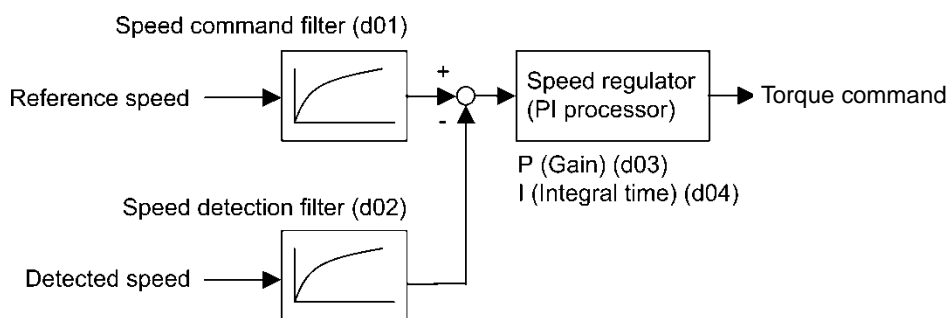 Speed command filter (d01)
Reference speed
+
-
Speed regulator
(PI processor)
Torque command
P (Gain) (d03)
I (Integral time) (d04)
Speed detection filter (d02)
Detected speed